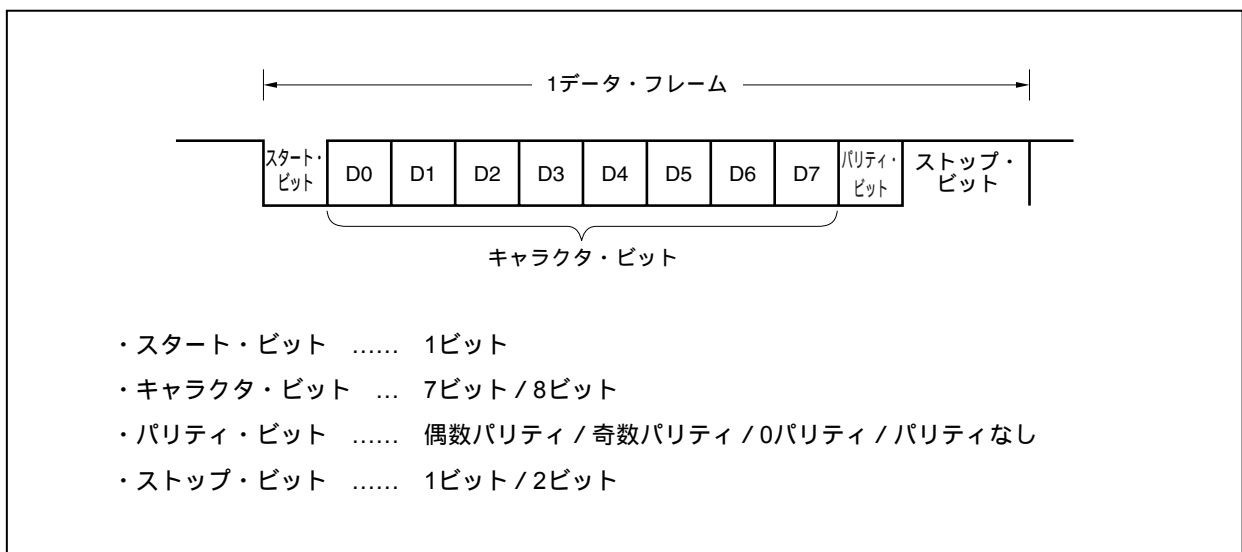 1データ・フレーム
スタート・
ビット
D0 D1 D2 D3 D4 D5 D6 D7
パリティ・
ビット
ストップ・
ビット
キャラクタ・ビット
・スタート・ビット …… 1ビット
・キャラクタ・ビット … 7ビット / 8ビット
・パリティ・ビット …… 偶数パリティ / 奇数パリティ / 0パリティ / パリティなし
・ストップ・ビット …… 1ビット / 2ビット